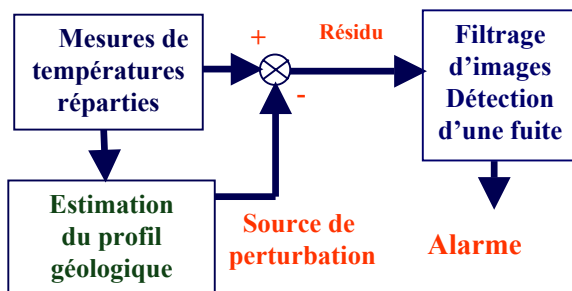 Mesures de
températures
réparties
+
-
Résidu
Filtrage
d'images
Détection
d'une fuite
Estimation
du profil
géologique
Source de
perturbation
Alarme